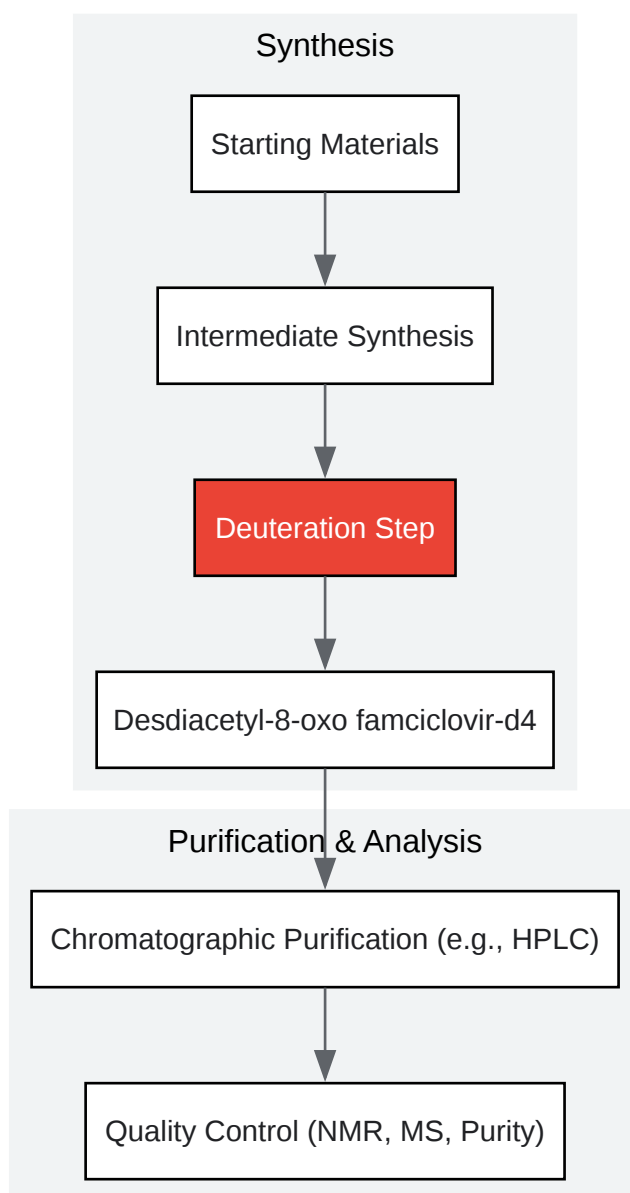 Synthesis
Starting Materials
Intermediate Synthesis
Deuteration Step
Desdiacetyl-8-oxo famciclovir-d4
Purification & Analysis
Chromatographic Purification (e.g., HPLC)
Quality Control (NMR, MS, Purity)